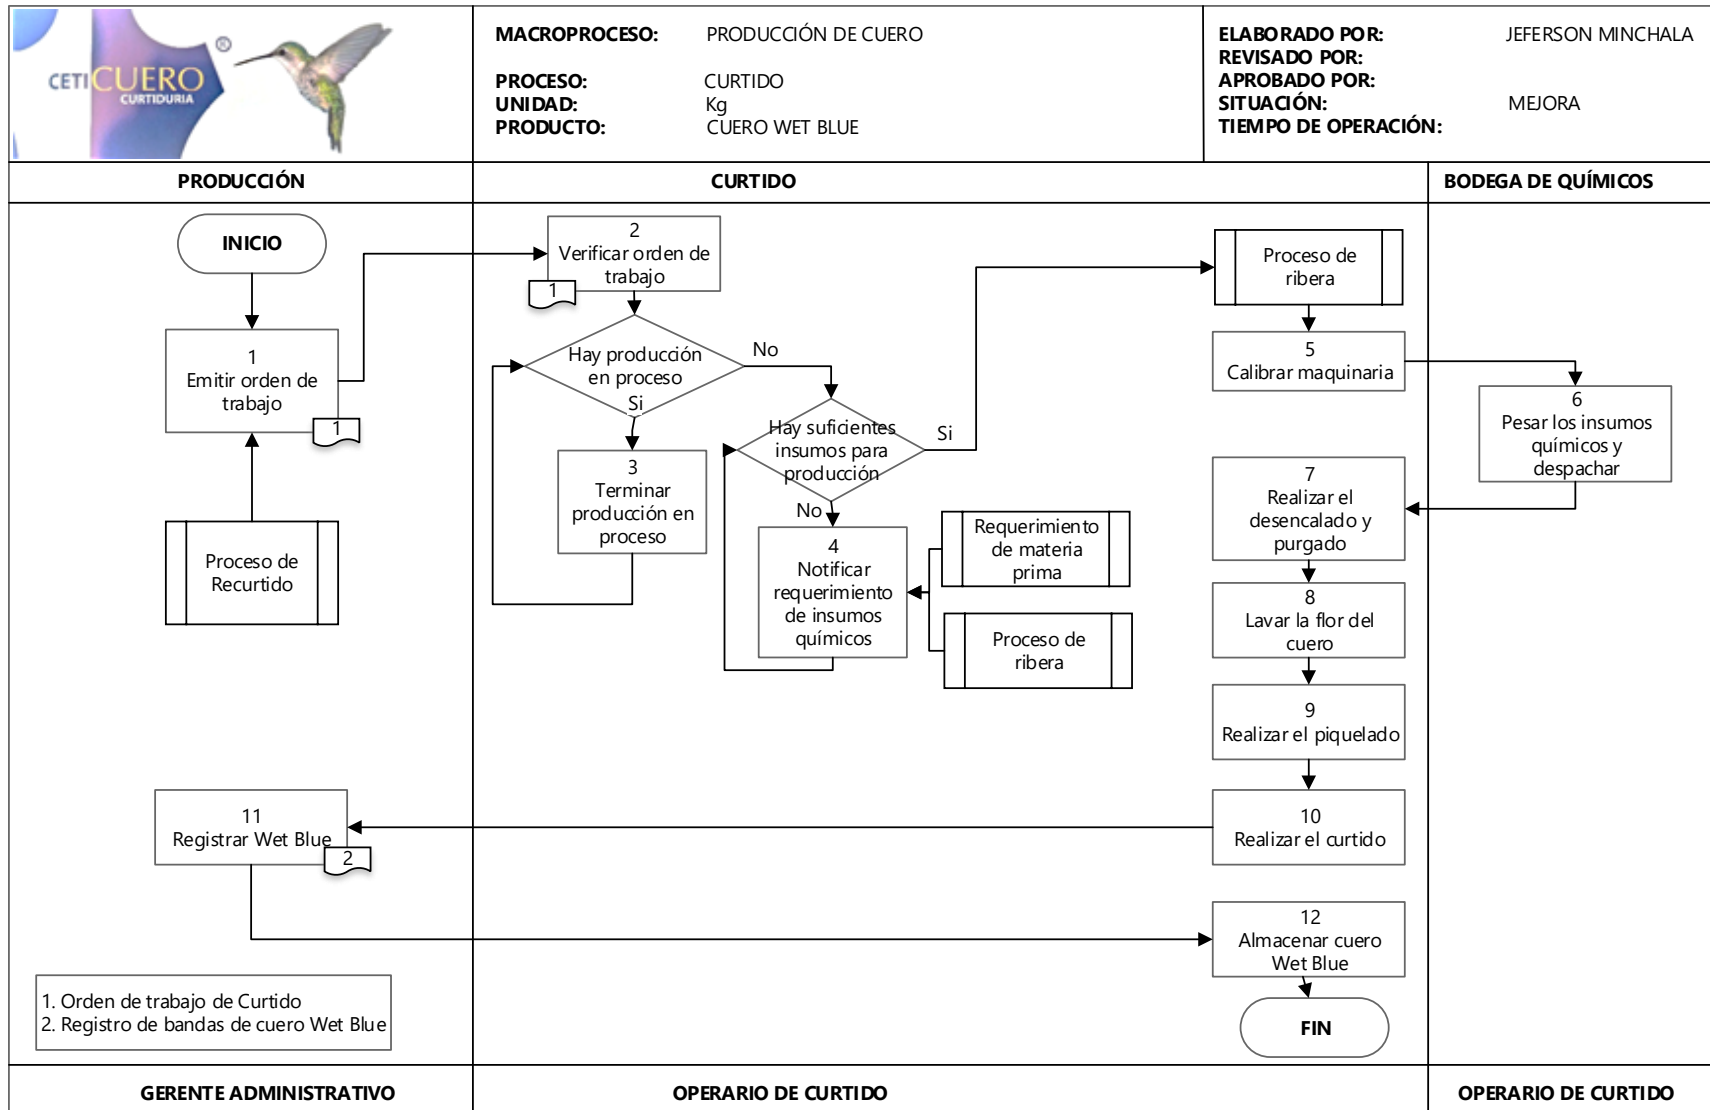 CETICUERO ®
CURTIDURIA
MACROPROCESO: PRODUCCIÓN DE CUERO
PROCESO: CURTIDO
UNIDAD: Kg
PRODUCTO: CUERO WET BLUE
ELABORADO POR: JEFERSON MINCHALA
REVISADO POR:
APROBADO POR:
SITUACIÓN: MEJORA
TIEMPO DE OPERACIÓN:
PRODUCCIÓN
CURTIDO
BODEGA DE QUÍMICOS
INICIO
1
Emitir orden de
trabajo
1
Proceso de
Recurtido
2
Verificar orden de
trabajo
1
Hay producción
en proceso
No
Si
3
Terminar
producción en
proceso
Hay suficientes
insumos para
producción
Si
No
4
Notificar
requerimiento
de insumos
químicos
Requerimiento
de materia
prima
Proceso de
ribera
Proceso de
ribera
5
Calibrar maquinaria
6
Pesar los insumos
químicos y
despachar
7
Realizar el
desencalado y
purgado
8
Lavar la flor del
cuero
9
Realizar el piquelado
10
Realizar el curtido
11
Registrar Wet Blue
2
12
Almacenar cuero
Wet Blue
FIN
1. Orden de trabajo de Curtido
2. Registro de bandas de cuero Wet Blue
GERENTE ADMINISTRATIVO
OPERARIO DE CURTIDO
OPERARIO DE CURTIDO